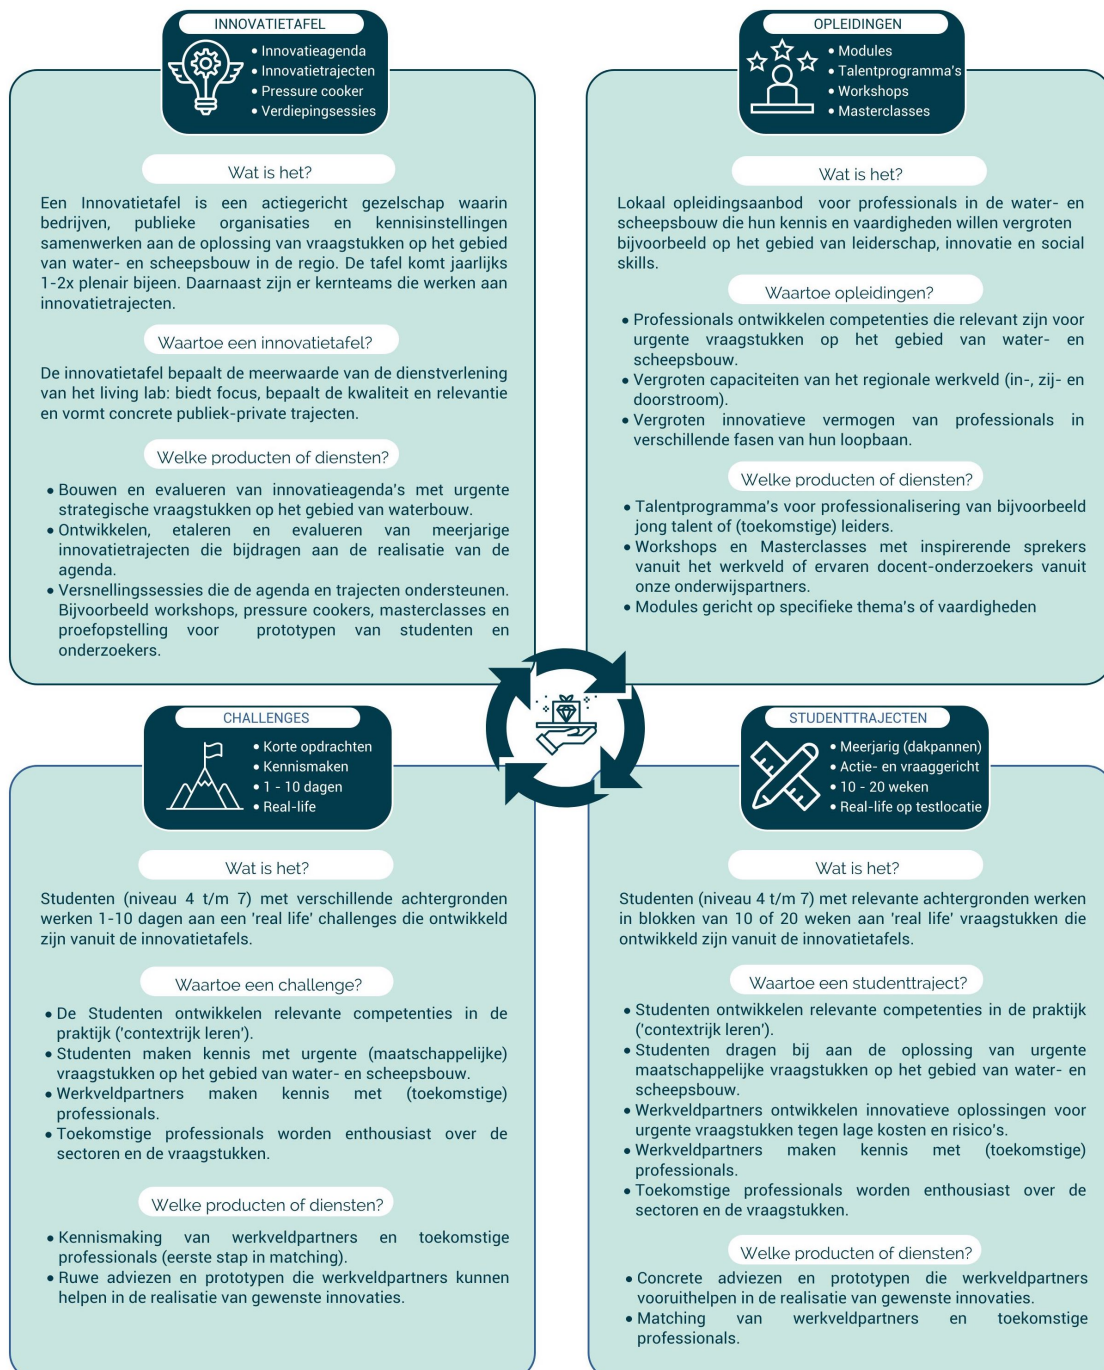 INNOVATIETAFEL
• Innovatieagenda
• Innovatietrajecten
• Pressure cooker
• Verdiepingsessies
Wat is het?
Een Innovatietafel is een actiegericht gezelschap waarin
bedrijven, publieke organisaties en kennisinstellingen
samenwerken aan de oplossing van vraagstukken op het gebied
van water- en scheepsbouw in de regio. De tafel komt jaarlijks
1-2x plenair bijeen. Daarnaast zijn er kernteams die werken aan
innovatietrajecten.
Waartoe een innovatietafel?
De innovatietafel bepaalt de meerwaarde van de dienstverlening
van het living lab: biedt focus, bepaalt de kwaliteit en relevantie
en vormt concrete publiek-private trajecten.
Welke producten of diensten?
• Bouwen en evalueren van innovatieagenda's met urgente
strategische vraagstukken op het gebied van waterbouw.
• Ontwikkelen, etaleren en evalueren van meerjarige
innovatietrajecten die bijdragen aan de realisatie van de
agenda.
• Versnellingssessies die de agenda en trajecten ondersteunen.
Bijvoorbeeld workshops, pressure cookers, masterclasses en
proefopstelling voor prototypen van studenten en
onderzoekers.
OPLEIDINGEN
• Modules
• Talentprogramma's
• Workshops
• Masterclasses
Wat is het?
Lokaal opleidingsaanbod voor professionals in de water- en
scheepsbouw die hun kennis en vaardigheden willen vergroten
bijvoorbeeld op het gebied van leiderschap, innovatie en social
skills.
Waartoe opleidingen?
• Professionals ontwikkelen competenties die relevant zijn voor
urgente vraagstukken op het gebied van water- en
scheepsbouw.
• Vergroten capaciteiten van het regionale werkveld (in-, zij- en
doorstroom).
• Vergroten innovatieve vermogen van professionals in
verschillende fasen van hun loopbaan.
Welke producten of diensten?
• Talentprogramma's voor professionalisering van bijvoorbeeld
jong talent of (toekomstige) leiders.
• Workshops en Masterclasses met inspirerende sprekers
vanuit het werkveld of ervaren docent-onderzoekers vanuit
onze onderwijspartners.
• Modules gericht op specifieke thema's of vaardigheden
CHALLENGES
• Korte opdrachten
• Kennismaken
• 1 - 10 dagen
• Real-life
Wat is het?
Studenten (niveau 4 t/m 7) met verschillende achtergronden
werken 1-10 dagen aan een 'real life' challenges die ontwikkeld
zijn vanuit de innovatietafels.
Waartoe een challenge?
• De Studenten ontwikkelen relevante competenties in de
praktijk ('contextrijk leren').
• Studenten maken kennis met urgente (maatschappelijke)
vraagstukken op het gebied van water- en scheepsbouw.
• Werkveldpartners maken kennis met (toekomstige)
professionals.
• Toekomstige professionals worden enthousiast over de
sectoren en de vraagstukken.
Welke producten of diensten?
• Kennismaking van werkveldpartners en toekomstige
professionals (eerste stap in matching).
• Ruwe adviezen en prototypen die werkveldpartners kunnen
helpen in de realisatie van gewenste innovaties.
STUDENTTRAJECTEN
• Meerjarig (dakpannen)
• Actie- en vraaggericht
• 10 - 20 weken
• Real-life op testlocatie
Wat is het?
Studenten (niveau 4 t/m 7) met relevante achtergronden werken
in blokken van 10 of 20 weken aan 'real life' vraagstukken die
ontwikkeld zijn vanuit de innovatietafels.
Waartoe een studenttraject?
• Studenten ontwikkelen relevante competenties in de praktijk
('contextrijk leren').
• Studenten dragen bij aan de oplossing van urgente
maatschappelijke vraagstukken op het gebied van water- en
scheepsbouw.
• Werkveldpartners ontwikkelen innovatieve oplossingen voor
urgente vraagstukken tegen lage kosten en risico's.
• Werkveldpartners maken kennis met (toekomstige)
professionals.
• Toekomstige professionals worden enthousiast over de
sectoren en de vraagstukken.
Welke producten of diensten?
• Concrete adviezen en prototypen die werkveldpartners
vooruithelpen in de realisatie van gewenste innovaties.
• Matching van werkveldpartners en toekomstige
professionals.